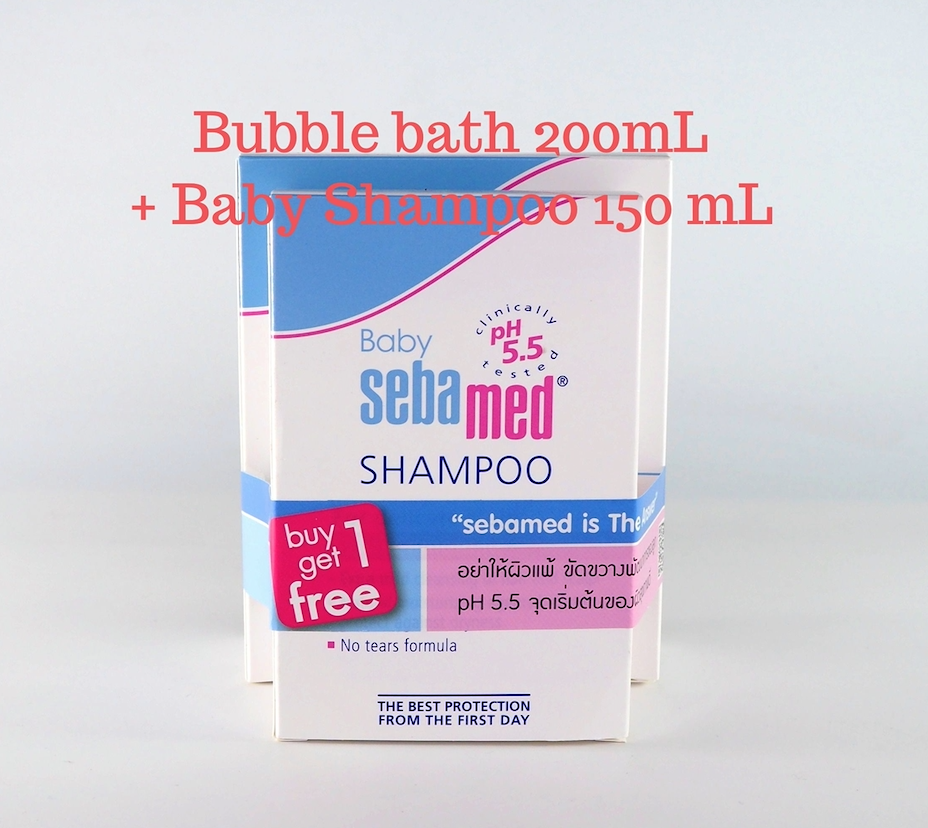 Bubble bath 200mL
+ Baby Shampoo 150 mL
clinically
pH
5.5
tested
Baby
sebamed®
SHAMPOO
"sebamed is The
buy
get 1
free
อย่าให้ผิวแพ้ ขัดขวาง
pH 5.5 จุดเริ่มต้นของ
No tears formula
THE BEST PROTECTION
FROM THE FIRST DAY